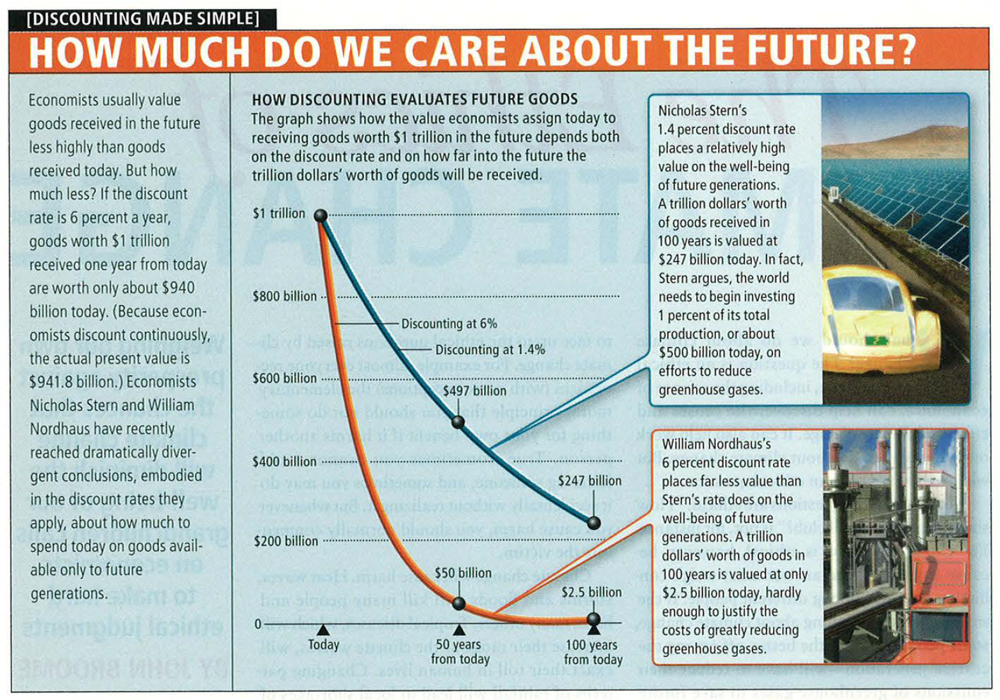 [DISCOUNTING MADE SIMPLE]
HOW MUCH DO WE CARE ABOUT THE FUTURE?
Economists usually value
goods received in the future
less highly than goods
received today. But how
much less? If the discount
rate is 6 percent a year,
goods worth $1 trillion
received one year from today
are worth only about $940
billion today. (Because econ-
omists discount continuously,
the actual present value is
$941.8 billion.) Economists
Nicholas Stern and William
Nordhaus have recently
reached dramatically diver-
gent conclusions, embodied
in the discount rates they
apply, about how much to
spend today on goods avail-
able only to future
generations.
HOW DISCOUNTING EVALUATES FUTURE GOODS
The graph shows how the value economists assign today to
receiving goods worth $1 trillion in the future depends both
on the discount rate and on how far into the future the
trillion dollars' worth of goods will be received.
$1 trillion
$800 billion
Discounting at 6%
Discounting at 1.4%
$600 billion
$497 billion
$400 billion
$247 billion
$200 billion
$50 billion
$2.5 billion
0
Today
50 years
from today
100 years
from today
Nicholas Stern's
1.4 percent discount rate
places a relatively high
value on the well-being
of future generations.
A trillion dollars' worth
of goods received in
100 years is valued at
$247 billion today. In fact,
Stern argues, the world
needs to begin investing
1 percent of its total
production, or about
$500 billion today, on
efforts to reduce
greenhouse gases.
William Nordhaus's
6 percent discount rate
places far less value than
Stern's rate does on the
well-being of future
generations. A trillion
dollars' worth of goods in
100 years is valued at only
$2.5 billion today, hardly
enough to justify the
costs of greatly reducing
greenhouse gases.